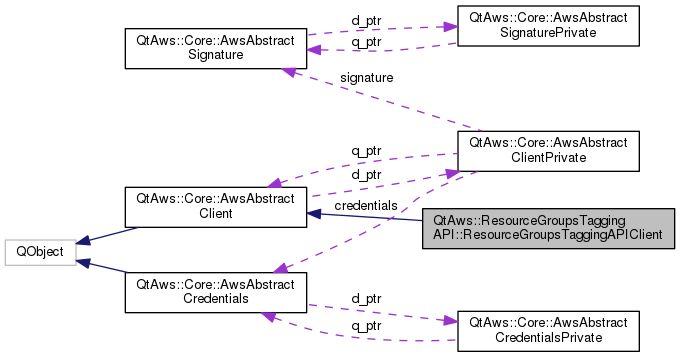 QtAws::Core::AwsAbstract
Signature
d_ptr
q_ptr
QtAws::Core::AwsAbstract
SignaturePrivate
signature
QtAws::Core::AwsAbstract
ClientPrivate
q_ptr
d_ptr
QtAws::Core::AwsAbstract
Client
credentials
QtAws::ResourceGroupsTagging
API::ResourceGroupsTaggingAPIClient
QObject
QtAws::Core::AwsAbstract
Credentials
d_ptr
q_ptr
QtAws::Core::AwsAbstract
CredentialsPrivate